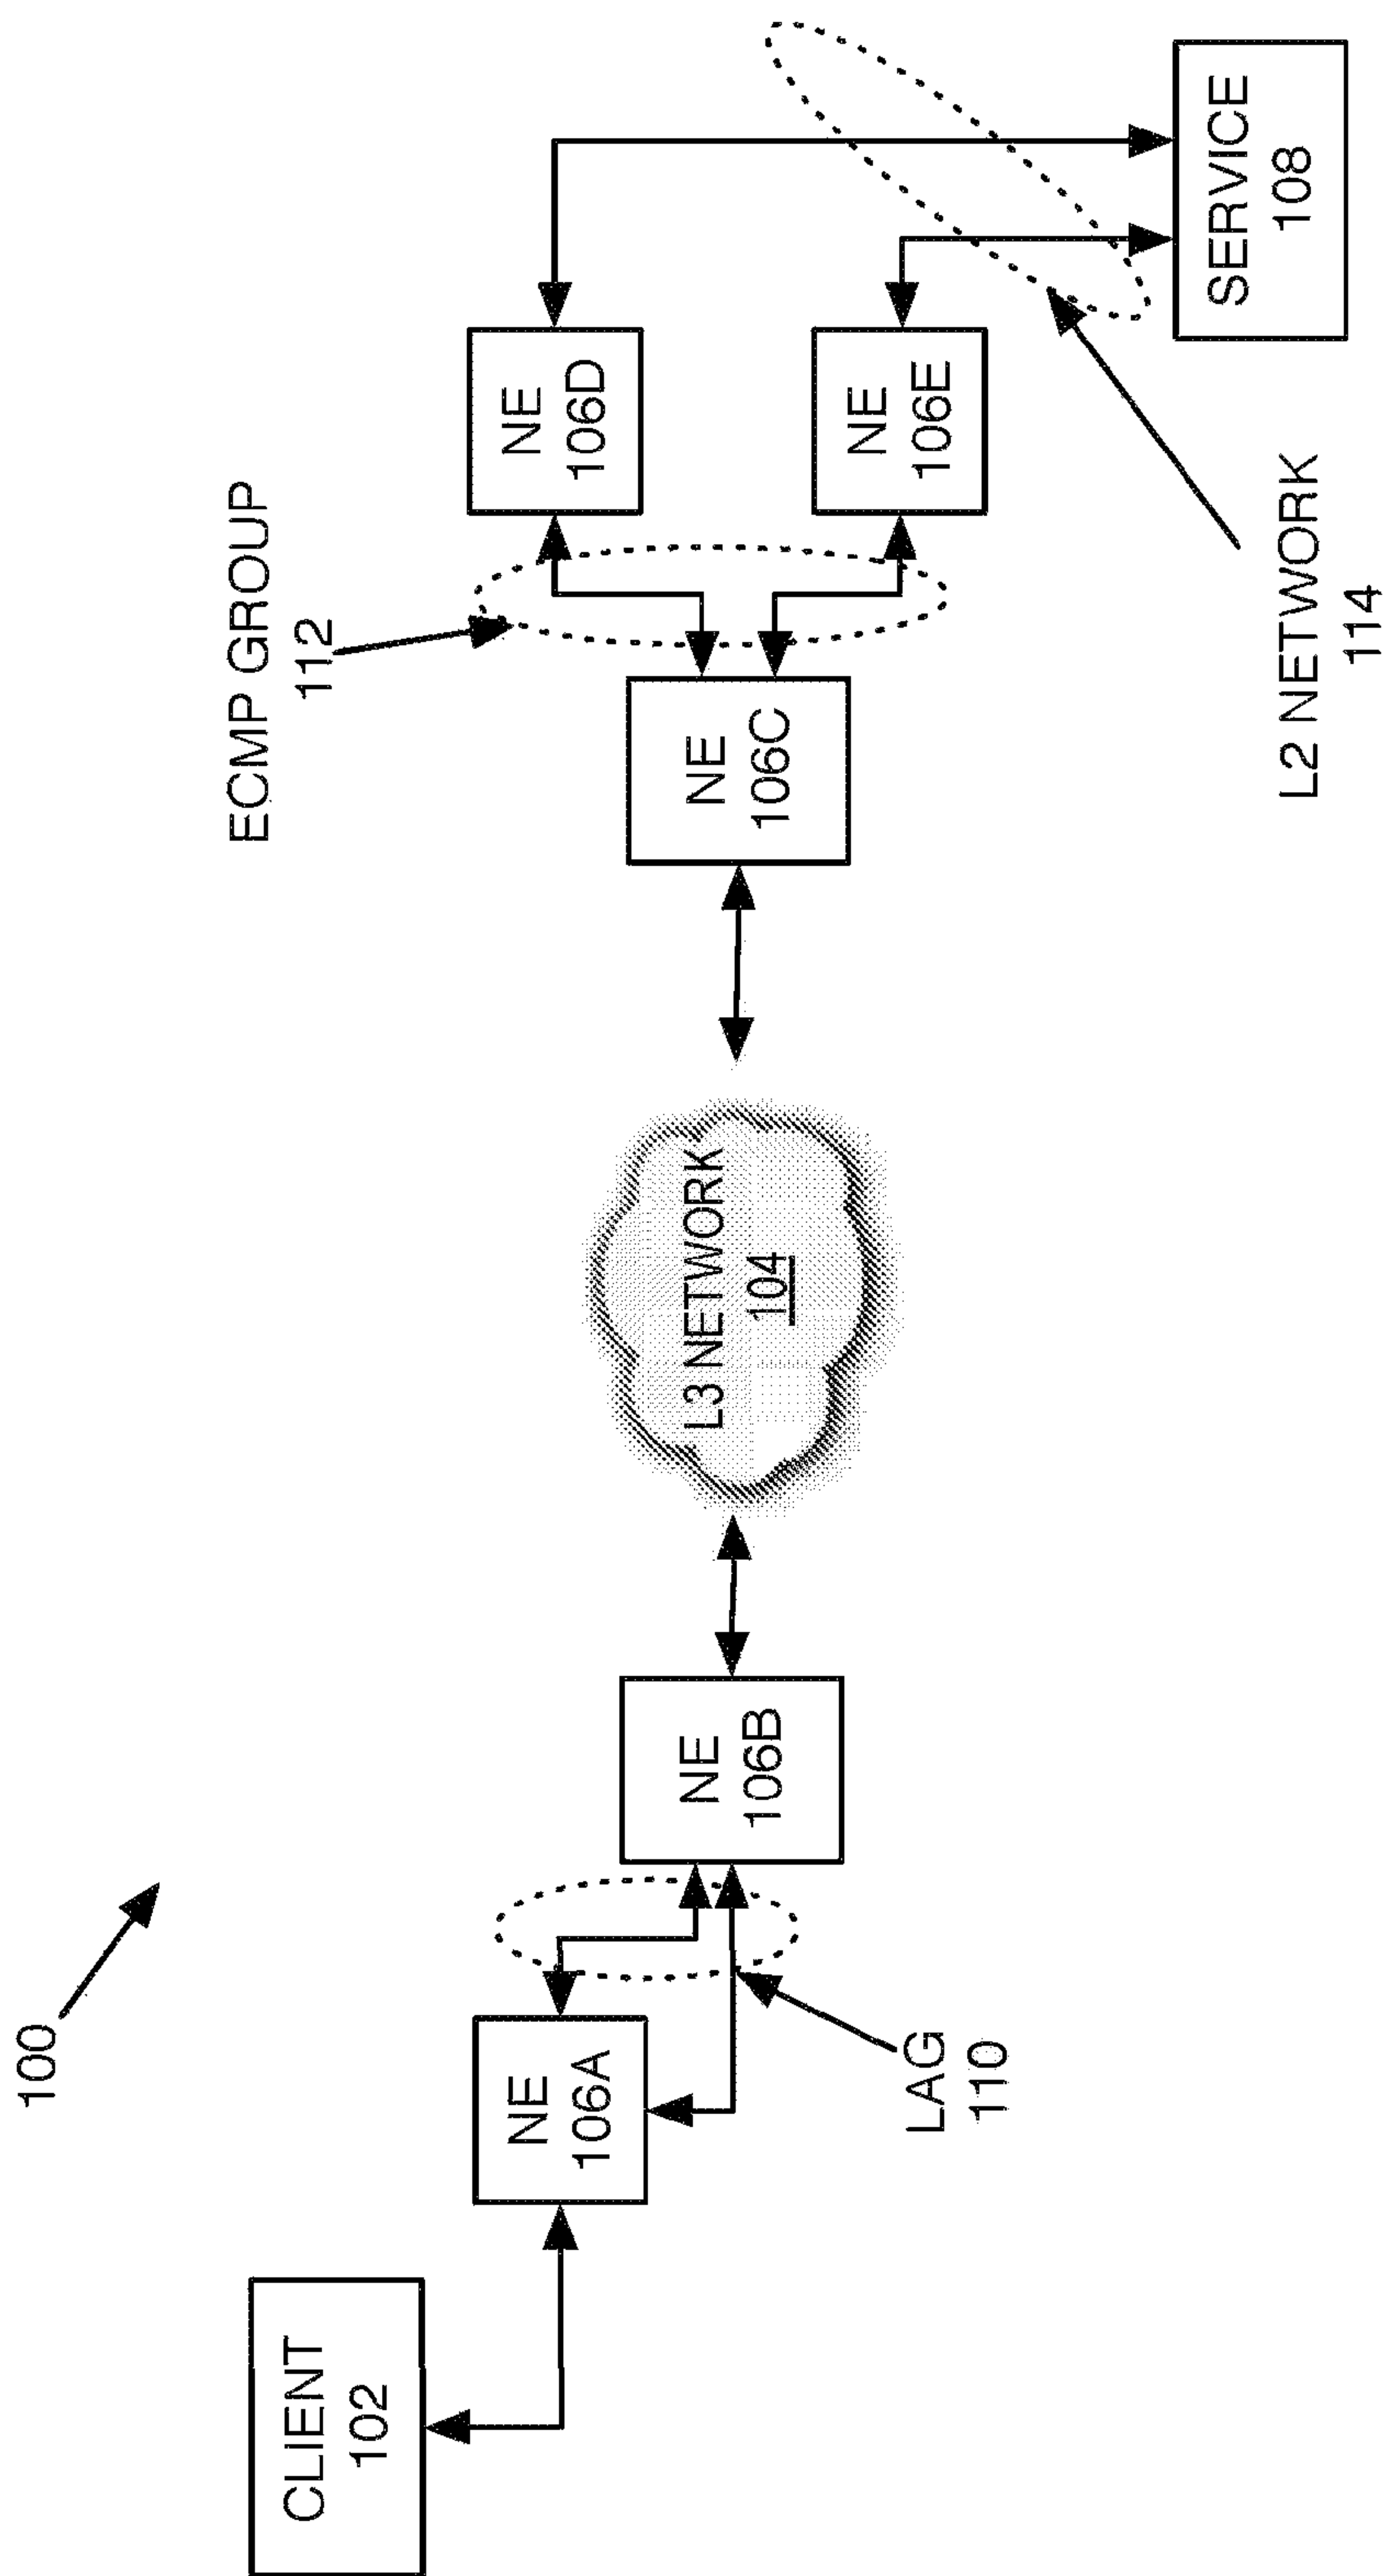 100
CLIENT
102
NE
106A
LAG
110
NE
106B
L3 NETWORK
104
NE
106C
ECMP GROUP
112
NE
106D
NE
106E
L2 NETWORK
114
SERVICE
108